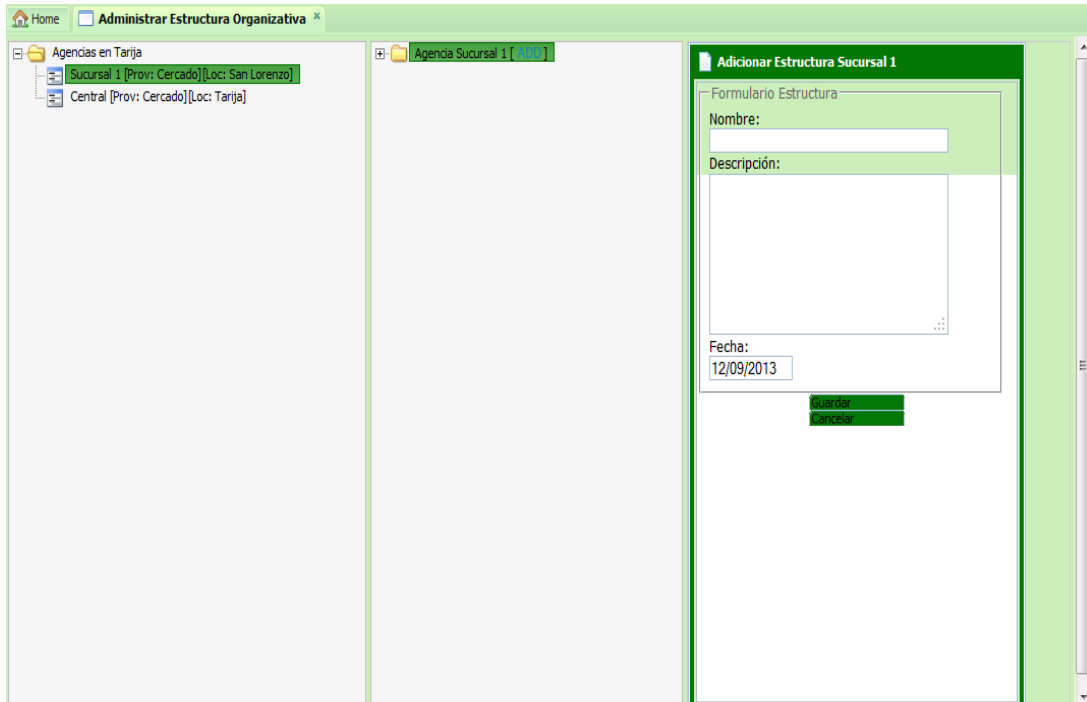 Home Administrar Estructura Organizativa ×
Agencias en Tarija
Sucursal 1 [Prov: Cercado][Loc: San Lorenzo]
Central [Prov: Cercado][Loc: Tarija]
Agencia Sucursal 1 [ ADD ]
Adicionar Estructura Sucursal 1
Formulario Estructura
Nombre:
Descripción:
Fecha:
12/09/2013
Guardar
Cancelar